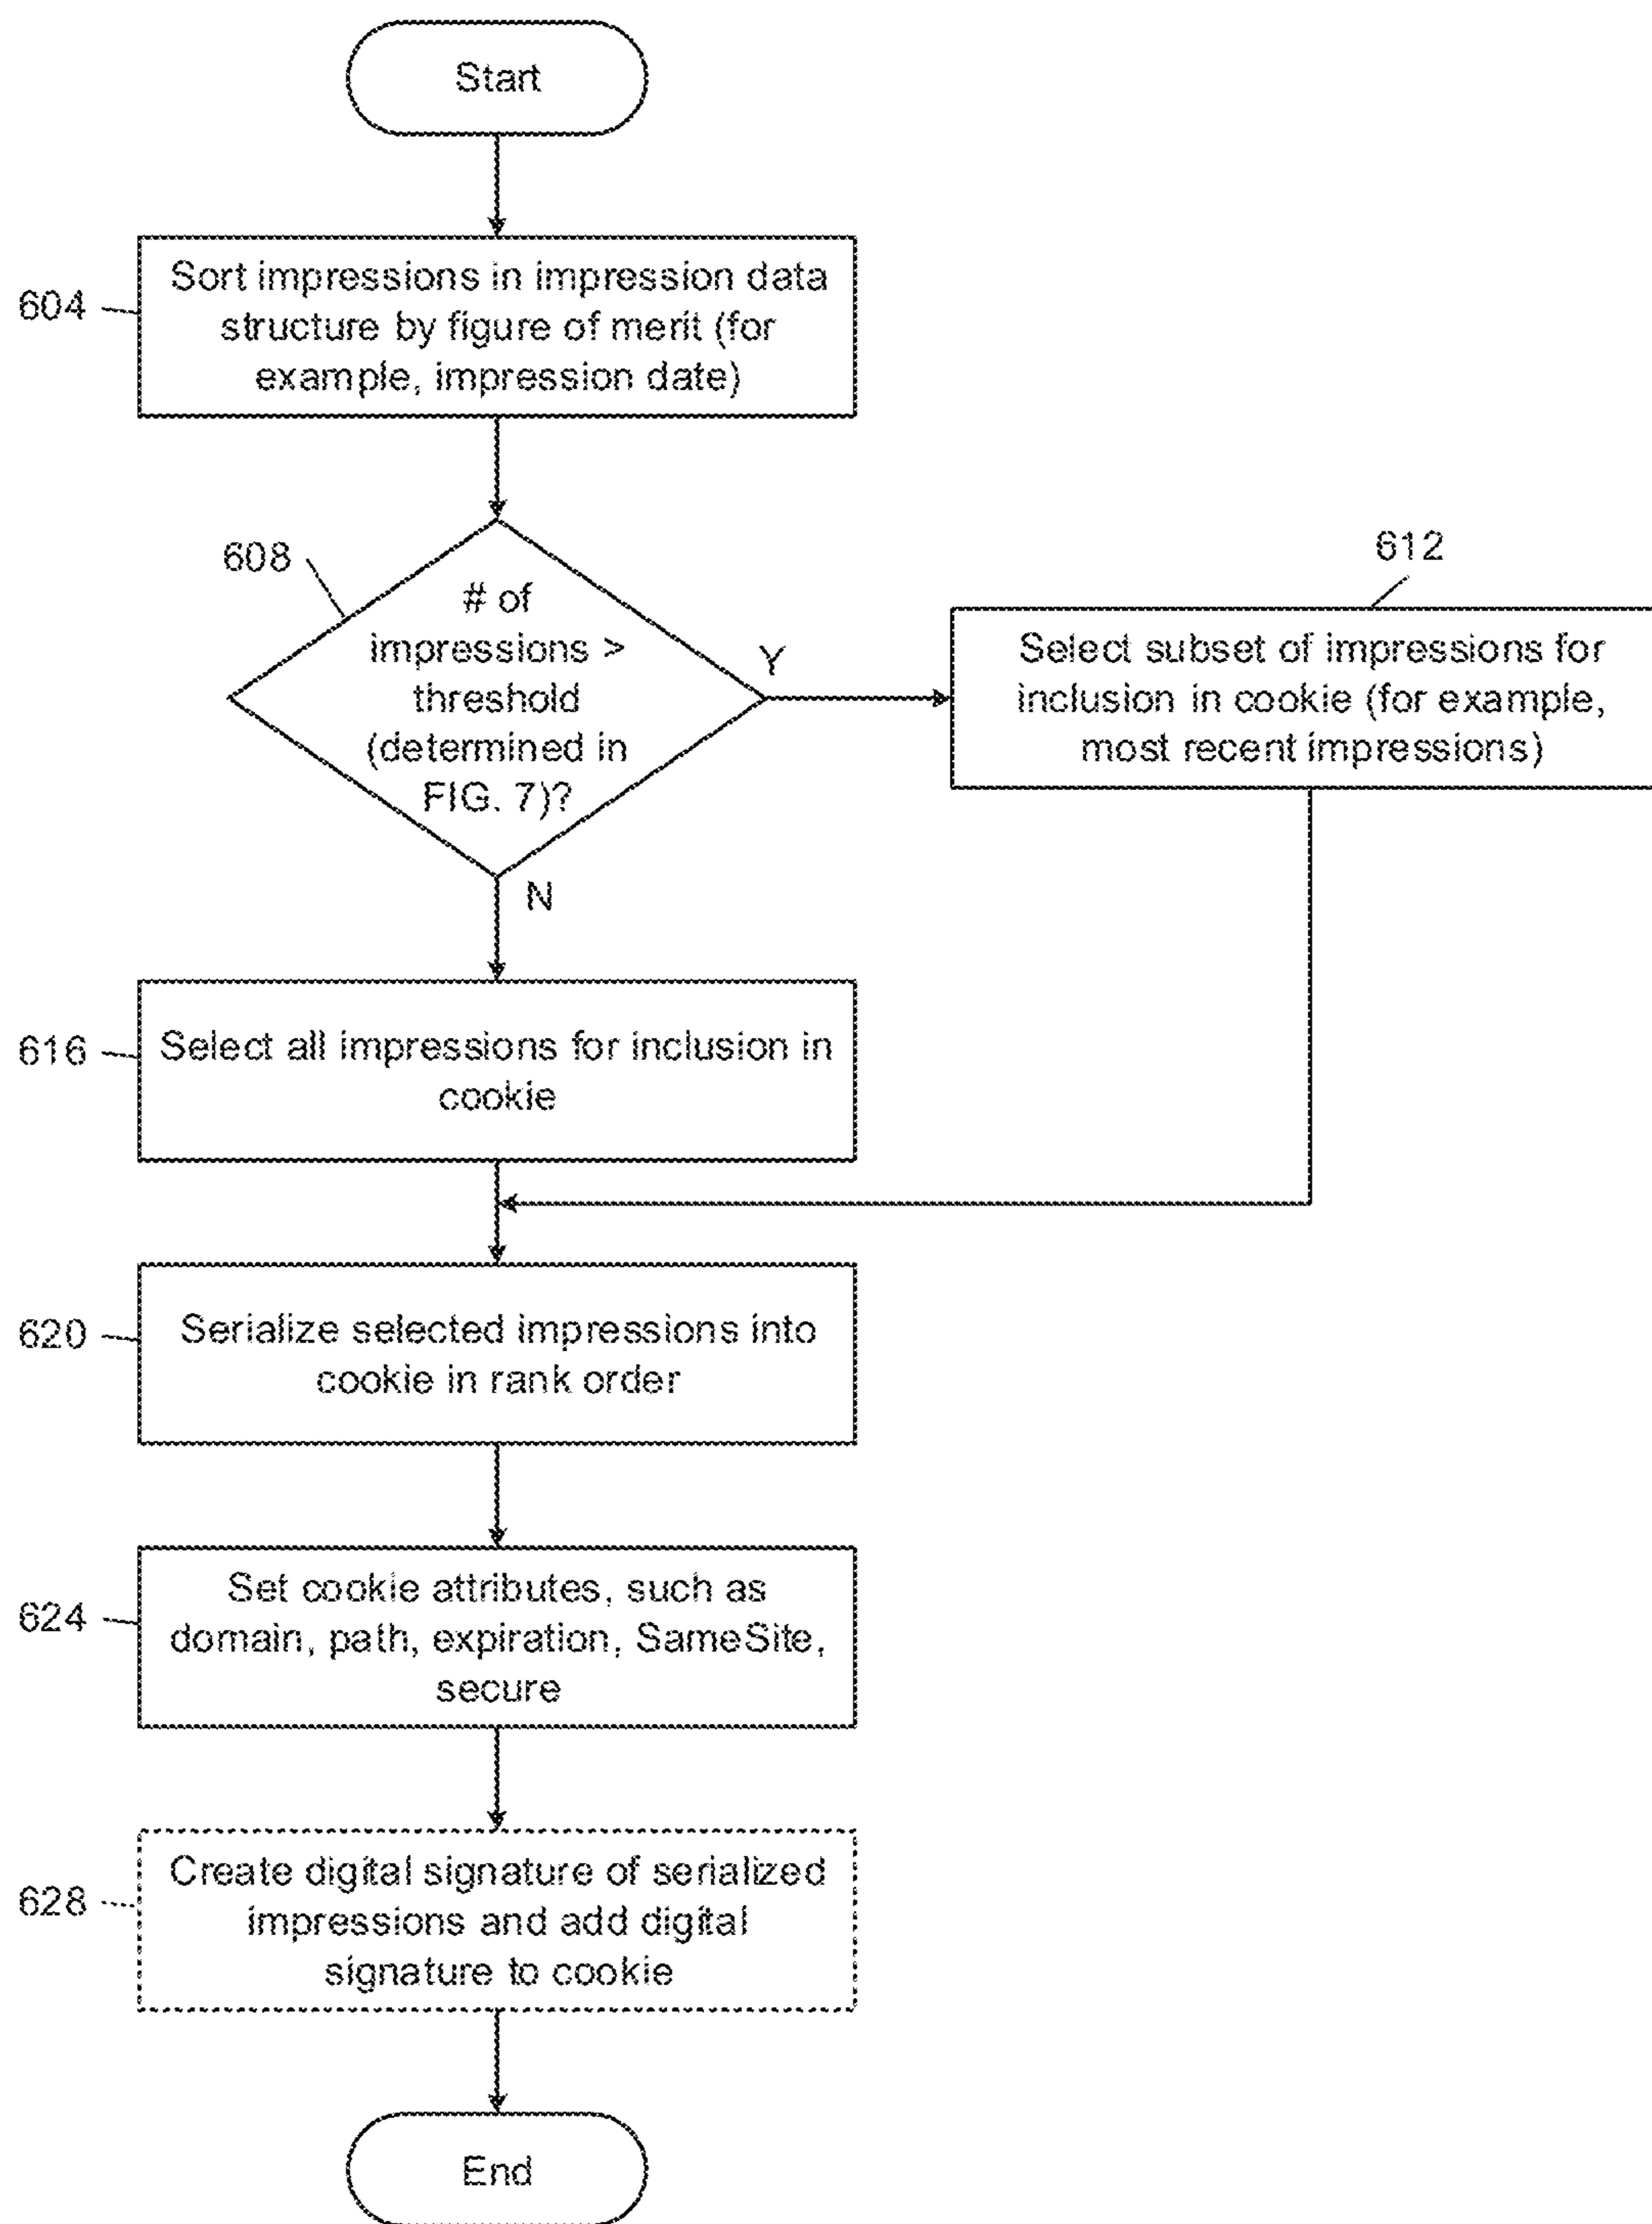 Start
604
Sort impressions in impression data
structure by figure of merit (for
example, impression date)
608
# of
impressions >
threshold
(determined in
FIG. 7)?
Y
N
612
Select subset of impressions for
inclusion in cookie (for example,
most recent impressions)
616
Select all impressions for inclusion in
cookie
620
Serialize selected impressions into
cookie in rank order
624
Set cookie attributes, such as
domain, path, expiration, SameSite,
secure
628
Create digital signature of serialized
impressions and add digital
signature to cookie
End